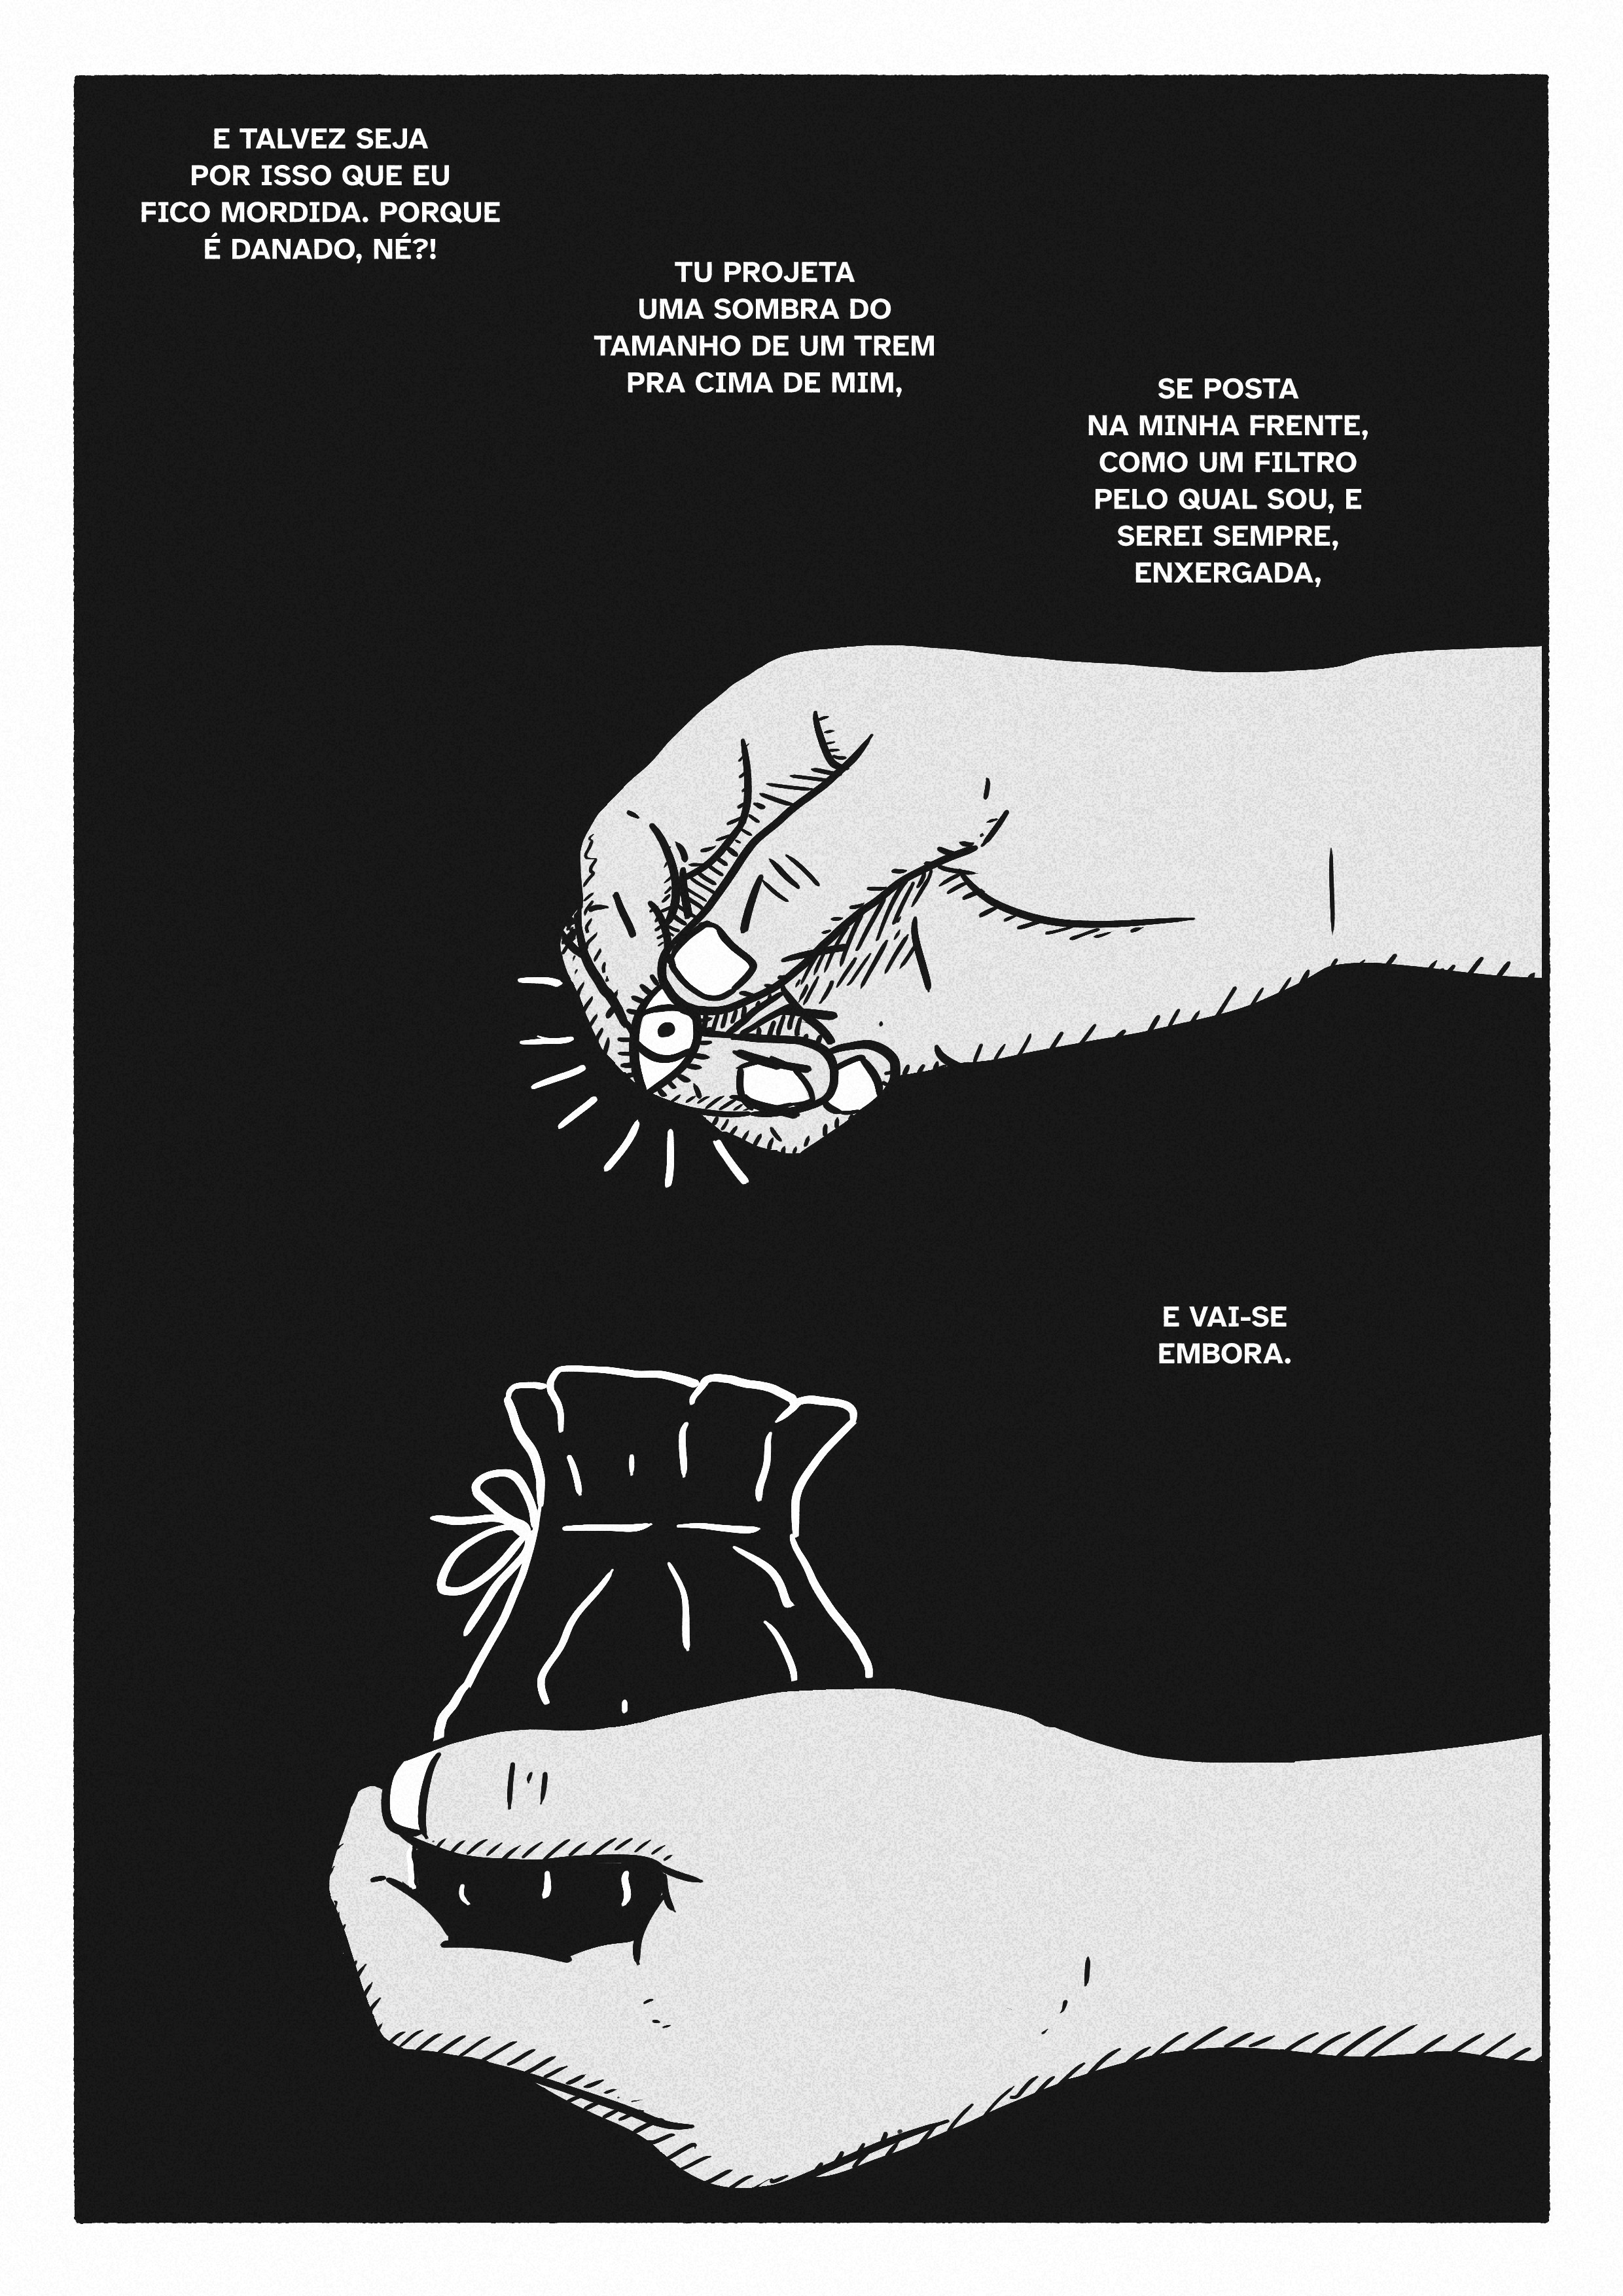 E TALVEZ SEJA
POR ISSO QUE EU
FICO MORDIDA. PORQUE
É DANADO, NÉ?!
TU PROJETA
UMA SOMBRA DO
TAMANHO DE UM TREM
PRA CIMA DE MIM,
SE POSTA
NA MINHA FRENTE,
COMO UM FILTRO
PELO QUAL SOU, E
SEREI SEMPRE,
ENXERGADA,
E VAI-SE
EMBORA.